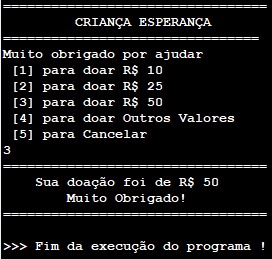 =================================
CRIANÇA ESPERANÇA
================================
Muito obrigado por ajudar
[1] para doar R$ 10
[2] para doar R$ 25
[3] para doar R$ 50
[4] para doar Outros Valores
[5] para Cancelar
3
=================================
Sua doação foi de R$ 50
Muito Obrigado!
=================================
>>> Fim da execução do programa !